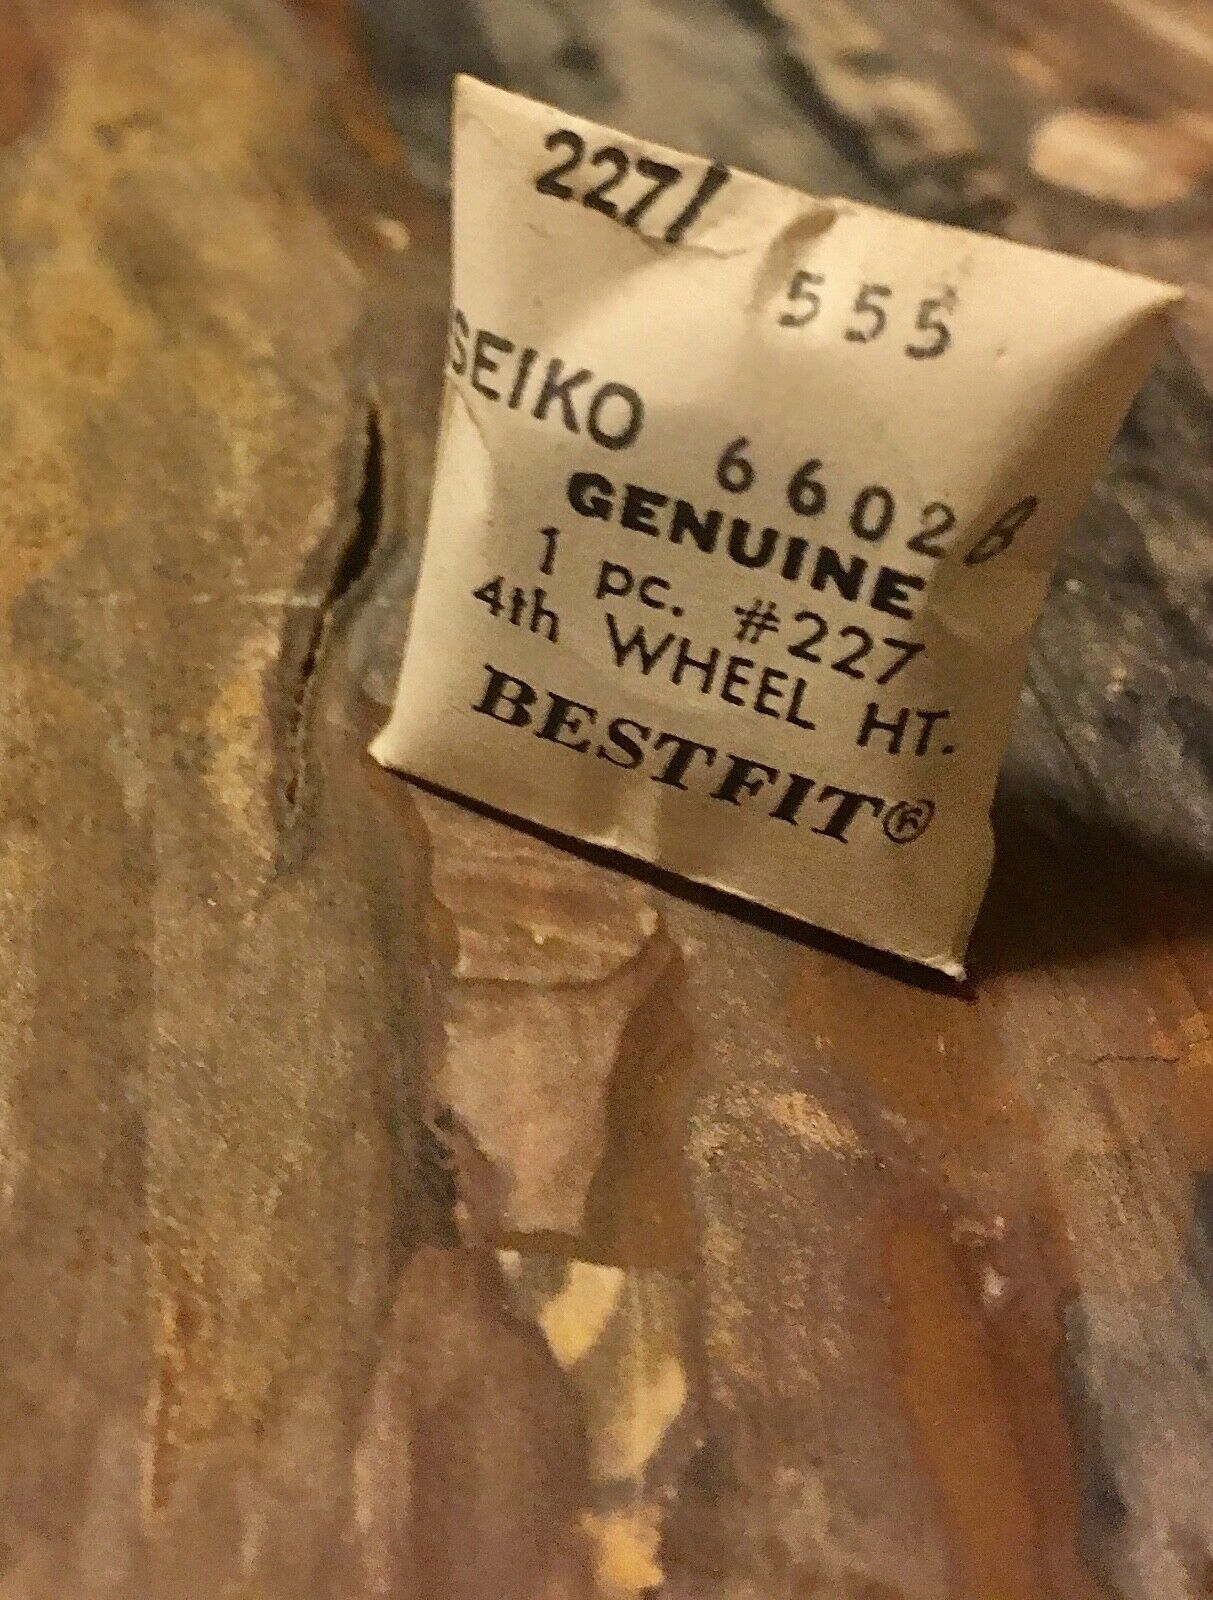 227/ 555
SEIKO 6602B
GENUINE
1 pc. #227
4th WHEEL HT.
BESTFIT®